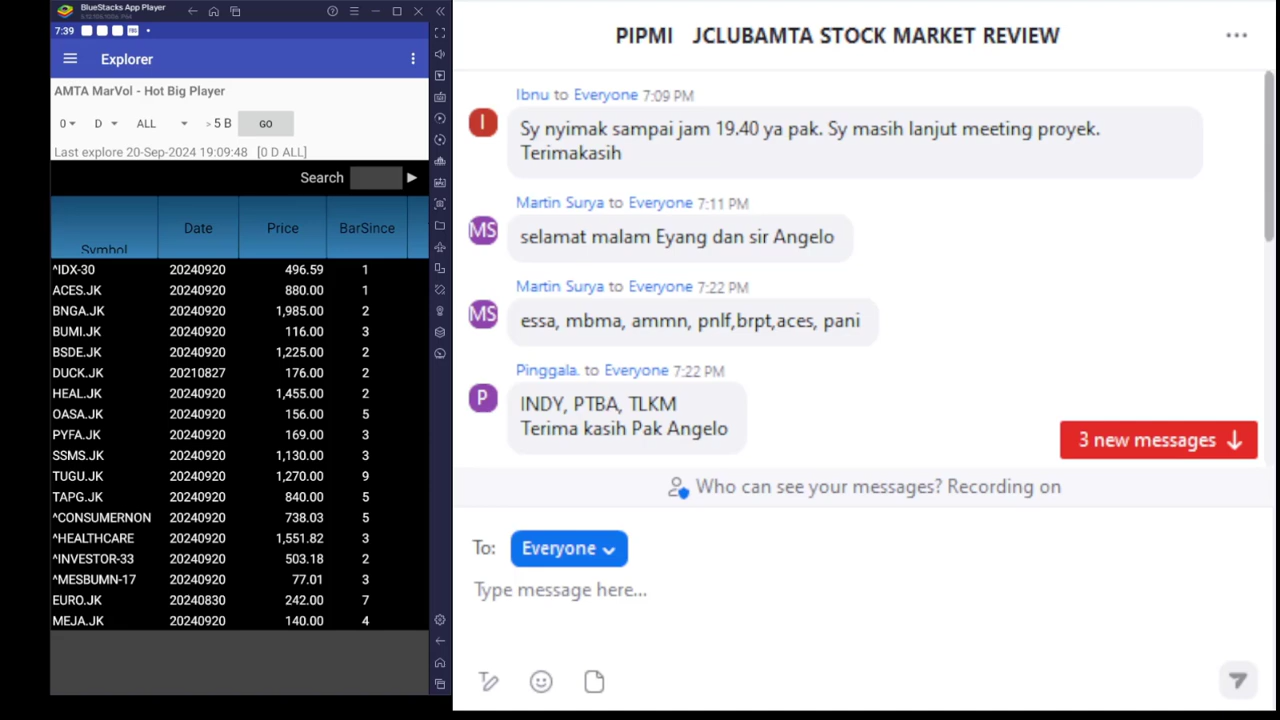 BlueStacks App Player
7:39
Explorer
AMTA MarVol - Hot Big Player
0 D ALL > 5 B GO
Last explore 20-Sep-2024 19:09:48 [0 D ALL]
Search
Symbol Date Price BarSince
^IDX-30 20240920 496.59 1
ACES.JK 20240920 880.00 1
BNGA.JK 20240920 1,985.00 2
BUMI.JK 20240920 116.00 3
BSDE.JK 20240920 1,225.00 2
DUCK.JK 20210827 176.00 2
HEAL.JK 20240920 1,455.00 2
OASA.JK 20240920 156.00 5
PYFA.JK 20240920 169.00 3
SSMS.JK 20240920 1,130.00 3
TUGU.JK 20240920 1,270.00 9
TAPG.JK 20240920 840.00 5
^CONSUMERNON 20240920 738.03 5
^HEALTHCARE 20240920 1,551.82 3
^INVESTOR-33 20240920 503.18 2
^MESBUMN-17 20240920 77.01 3
EURO.JK 20240830 242.00 7
MEJA.JK 20240920 140.00 4
PIPMI JCLUBAMTA STOCK MARKET REVIEW
Ibnu to Everyone 7:09 PM
I
Sy nyimak sampai jam 19.40 ya pak. Sy masih lanjut meeting proyek.
Terimakasih
Martin Surya to Everyone 7:11 PM
MS
selamat malam Eyang dan sir Angelo
Martin Surya to Everyone 7:22 PM
MS
essa, mbma, ammn, pnlf,brpt,aces, pani
Pinggala. to Everyone 7:22 PM
P
INDY, PTBA, TLKM
Terima kasih Pak Angelo
3 new messages
Who can see your messages? Recording on
To: Everyone
Type message here...